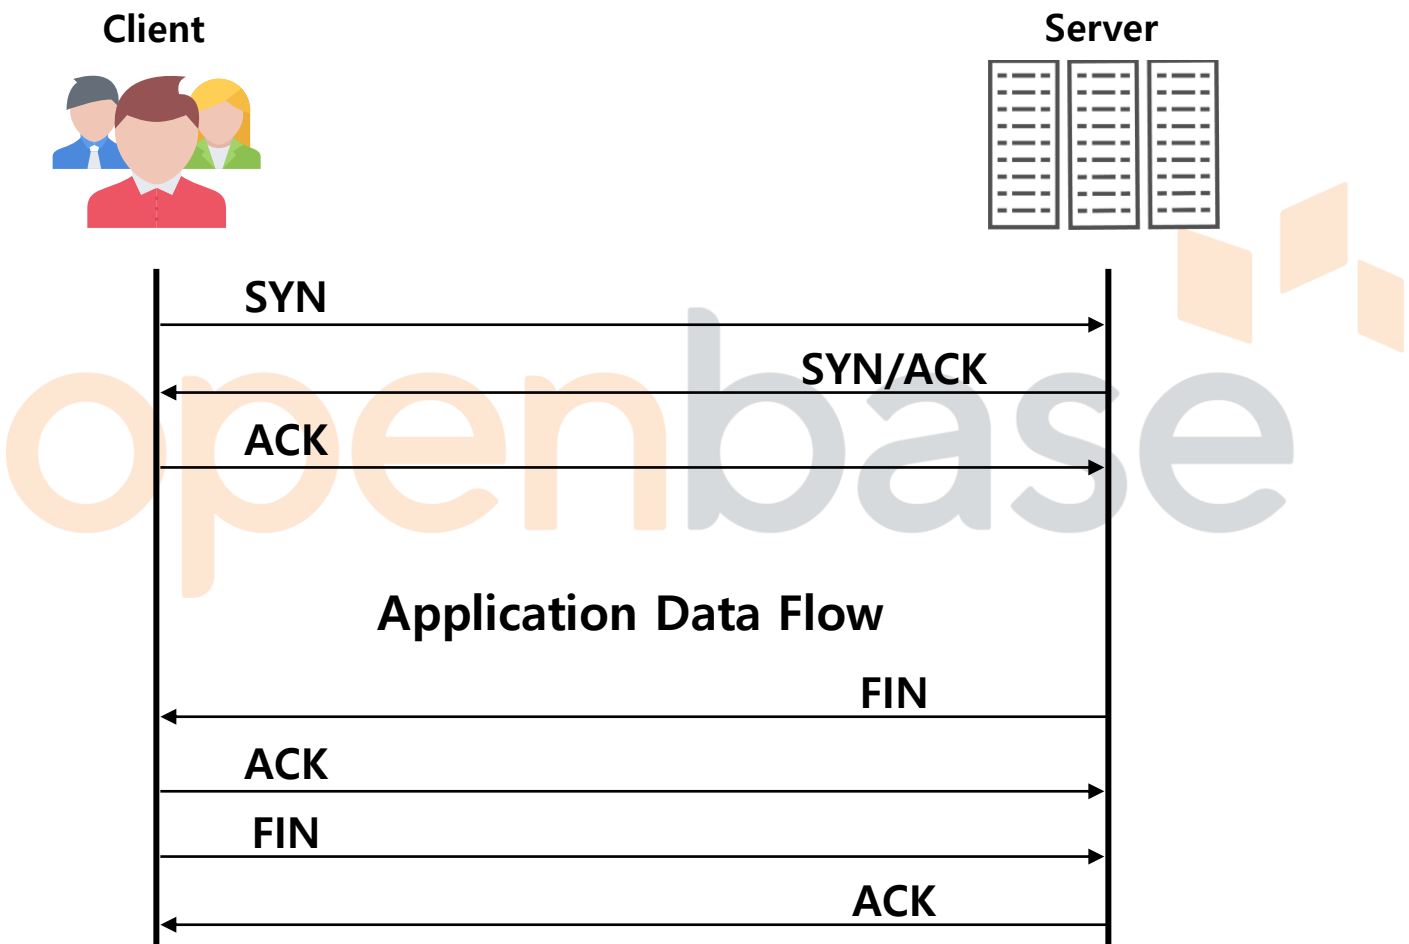 Client
Server
SYN
SYN/ACK
ACK
openbase
Application Data Flow
FIN
ACK
FIN
ACK